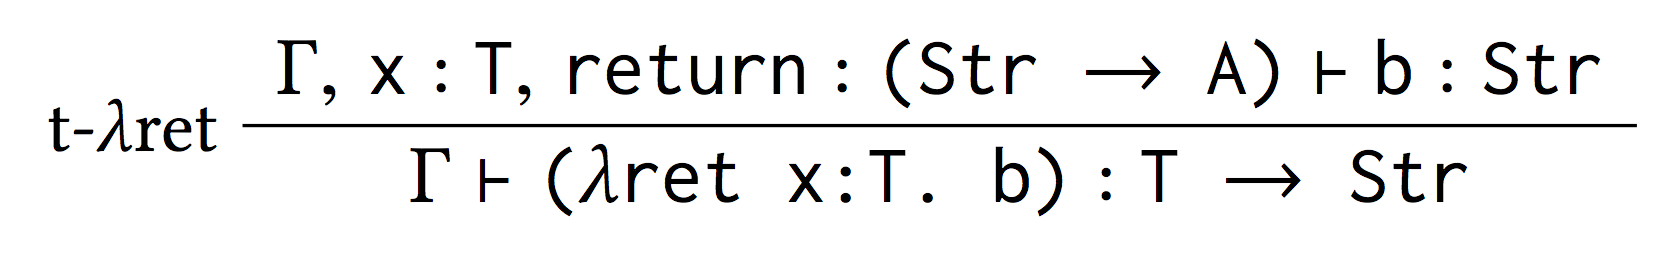 Γ, x : T, return : (Str ⟶ A) ⊢ b : Str
t-λret
Γ ⊢ (λret x:T. b) : T ⟶ Str